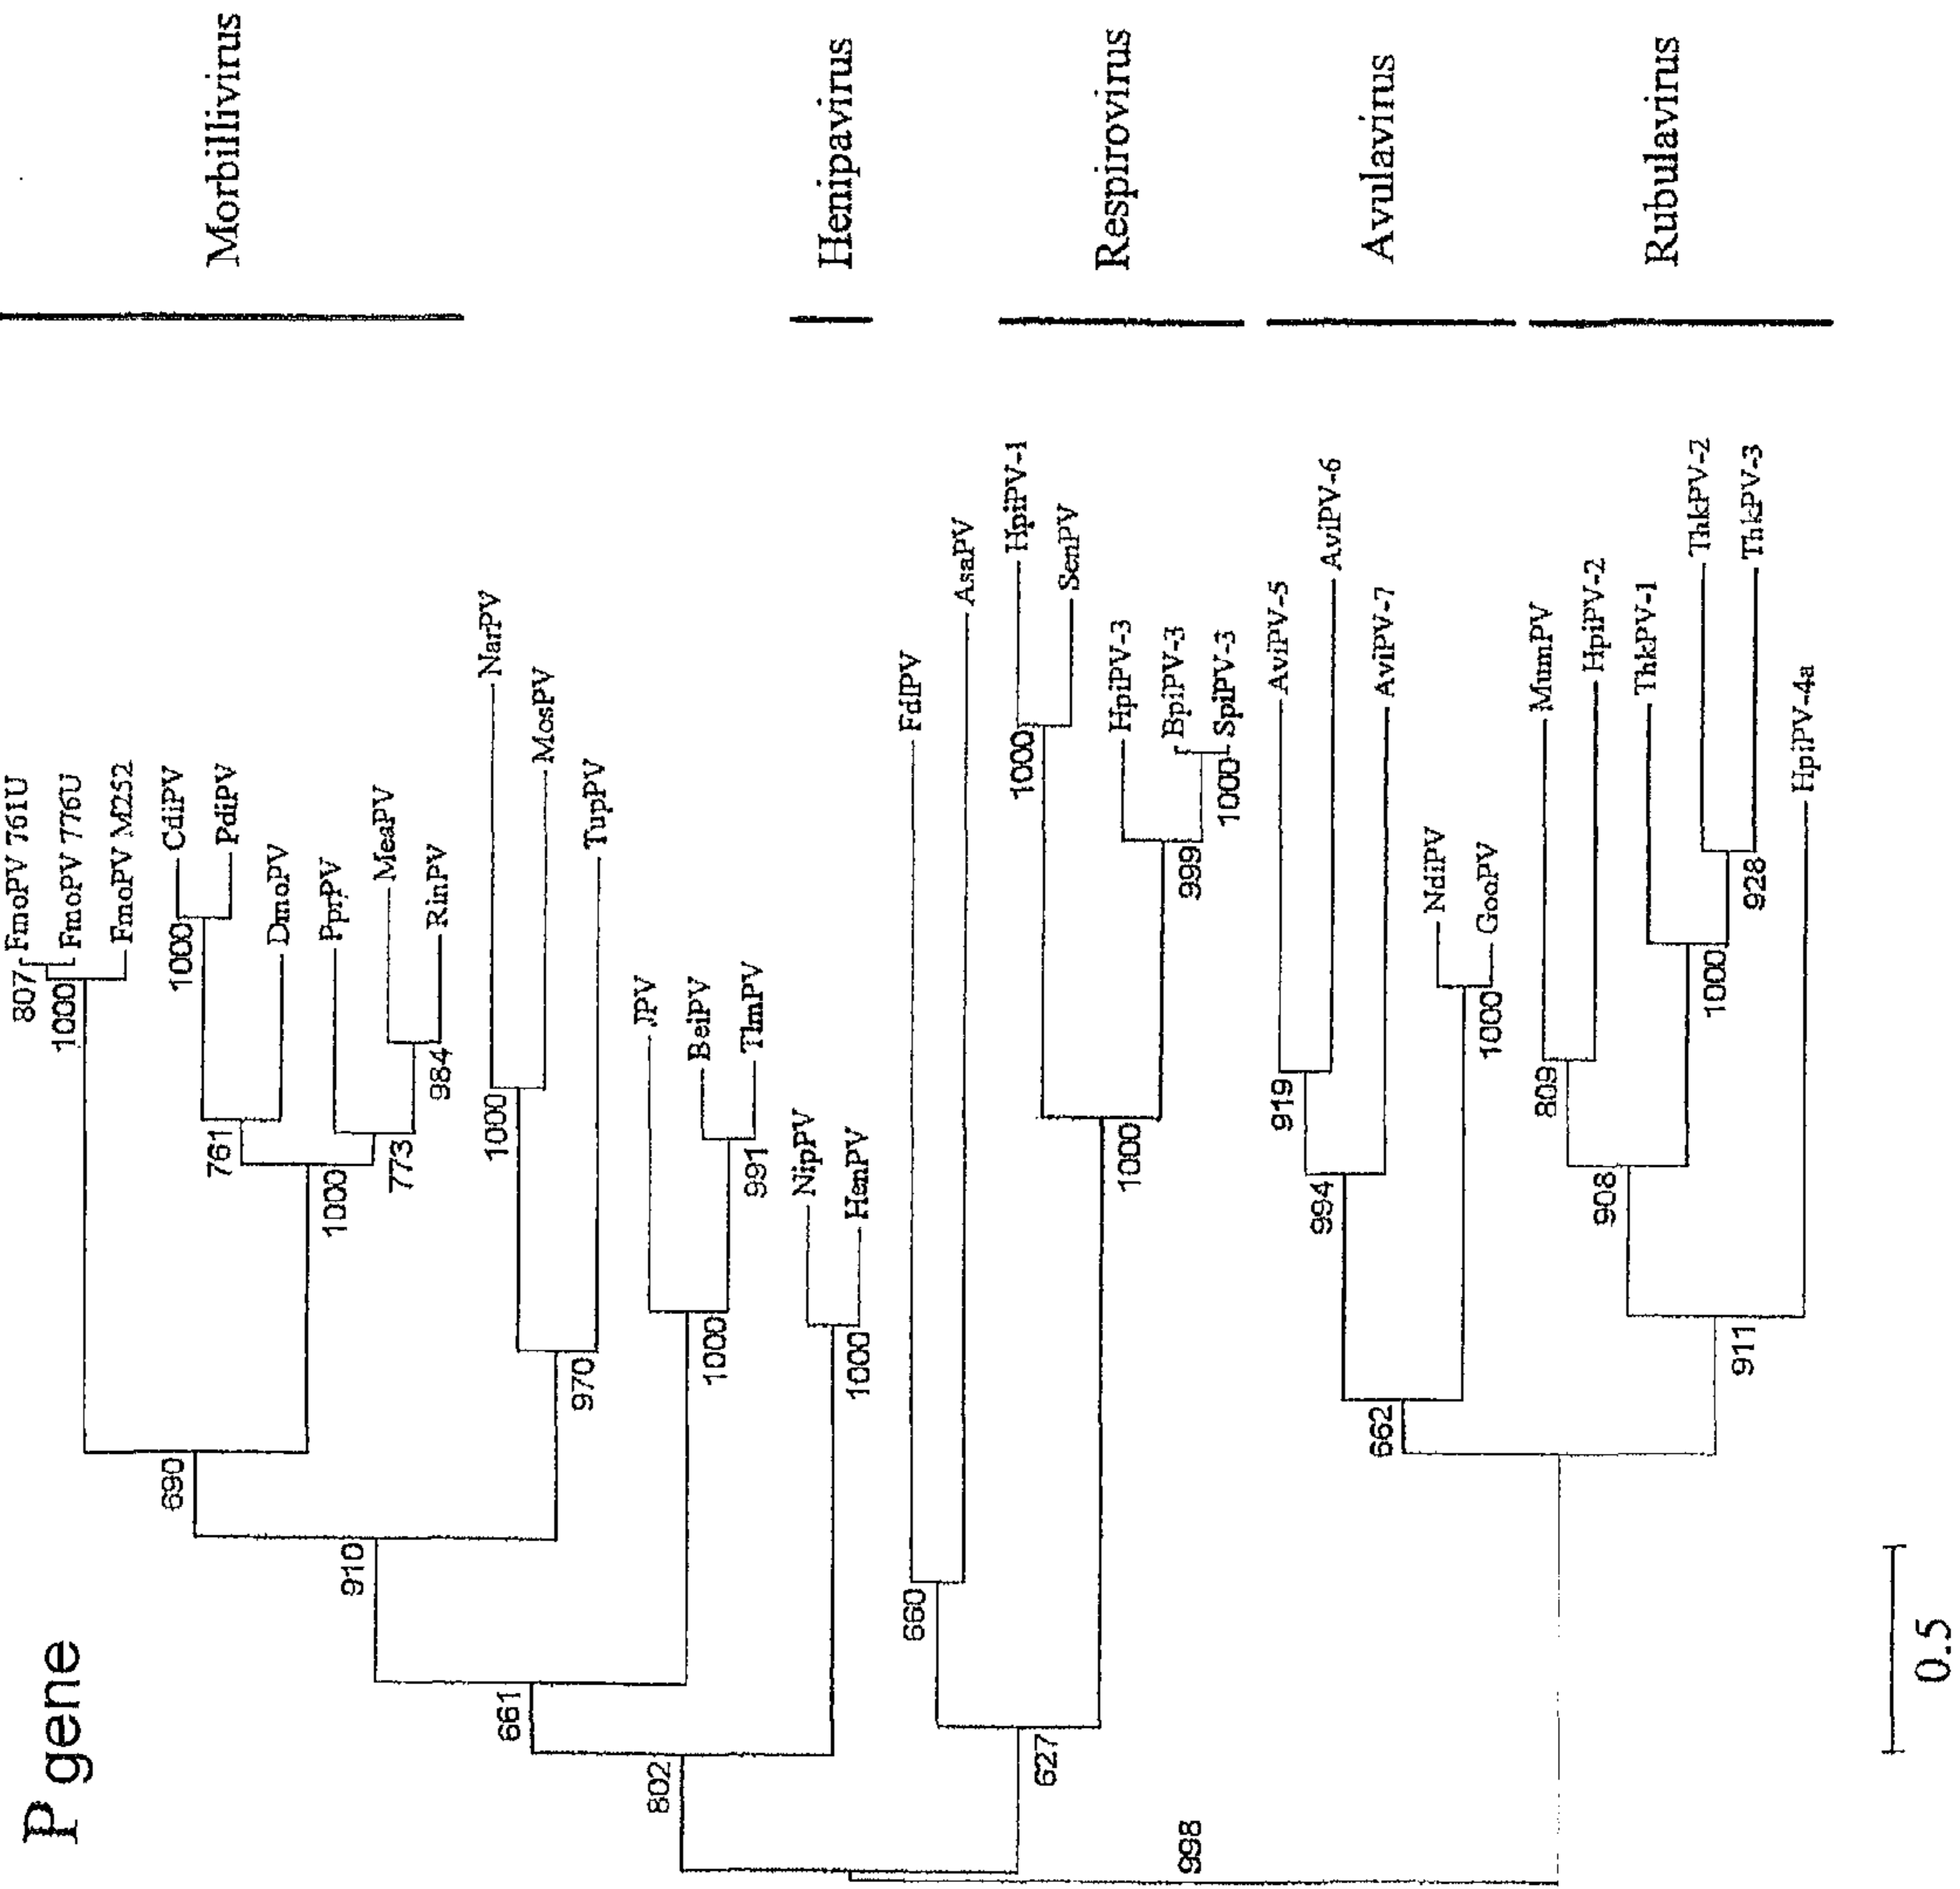 P gene
FmoPV 761U
FmoPV 776U
FmoPV M252
CdiPV
PdiPV
DmoPV
PprPV
MeaPV
RinPV
NarPV
MosPV
TupPV
JPV
BeiPV
TlmPV
NipPV
HenPV
FdlPV
AsaPV
HpiPV-1
SenPV
HpiPV-3
BpiPV-3
SpiPV-3
AviPV-5
AviPV-6
AviPV-7
NdiPV
GooPV
MumPV
HpiPV-2
ThkPV-1
ThkPV-2
ThkPV-3
HpiPV-4a
Morbillivirus
Henipavirus
Respirovirus
Avulavirus
Rubulavirus
807
1000
1000
761
1000
773
984
690
1000
970
910
1000
991
661
1000
802
660
1000
1000
999
1000
627
998
919
994
1000
662
809
908
1000
928
911
0.5